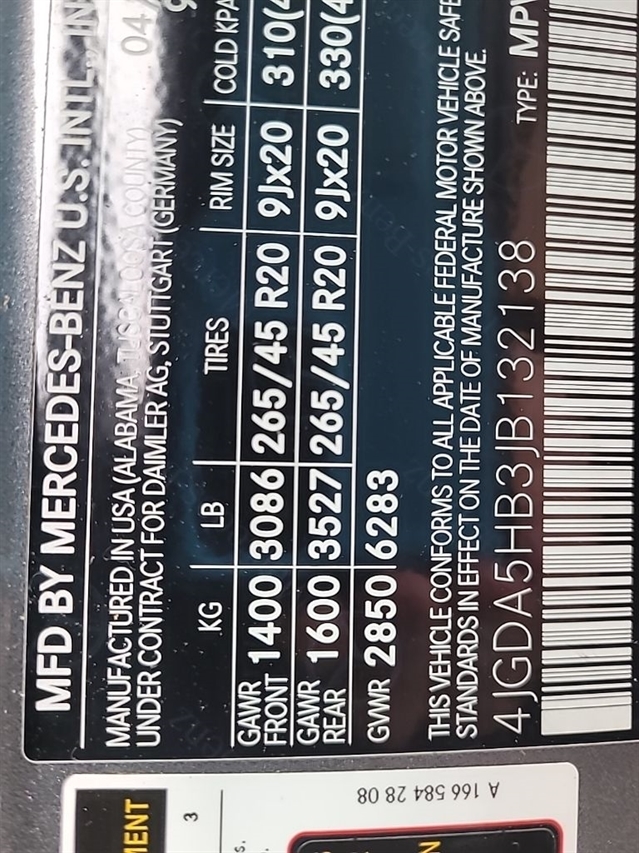 MFD BY MERCEDES-BENZ U.S. INTL., IN
MANUFACTURED IN USA (ALABAMA, TUSCALOOSA COUNTY) 04/
UNDER CONTRACT FOR DAIMLER AG, STUTTGART (GERMANY) 9
KG LB TIRES RIM SIZE COLD KPA
GAWR FRONT 1400 3086 265/45 R20 9Jx20 310(4
GAWR REAR 1600 3527 265/45 R20 9Jx20 330(4
GVWR 2850 6283
THIS VEHICLE CONFORMS TO ALL APPLICABLE FEDERAL MOTOR VEHICLE SAFE
STANDARDS IN EFFECT ON THE DATE OF MANUFACTURE SHOWN ABOVE.
4JGDA5HB3JB132138 TYPE: MPV
MENT
3
s.
N
A 166 584 28 08